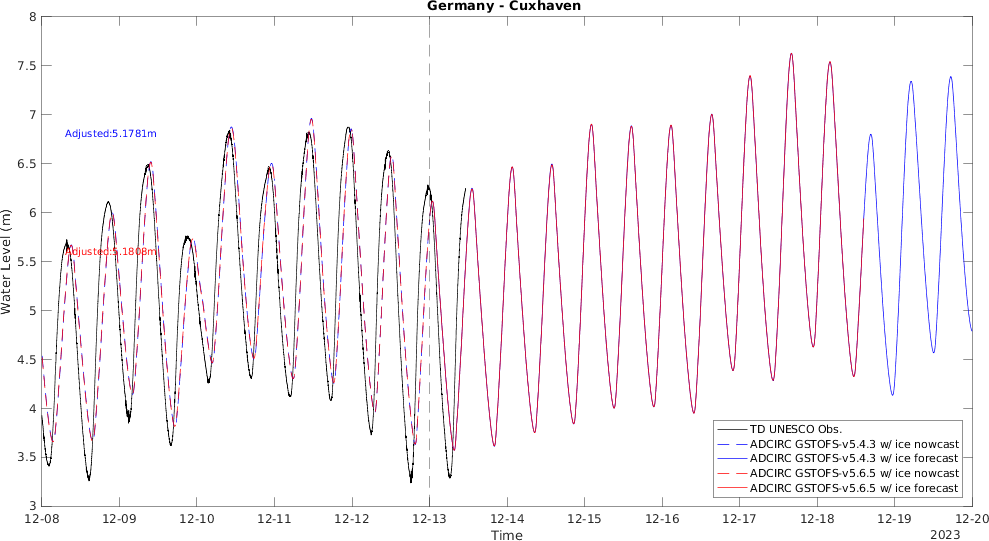 Germany - Cuxhaven
8
7.5
7
6.5
6
5.5
5
4.5
4
3.5
3
Water Level (m)
Adjusted:5.1781m
Adjusted:5.1808m
TD UNESCO Obs.
ADCIRC GSTOFS-v5.4.3 w/ ice nowcast
ADCIRC GSTOFS-v5.4.3 w/ ice forecast
ADCIRC GSTOFS-v5.6.5 w/ ice nowcast
ADCIRC GSTOFS-v5.6.5 w/ ice forecast
12-08 12-09 12-10 12-11 12-12 12-13 12-14 12-15 12-16 12-17 12-18 12-19 12-20
Time
2023